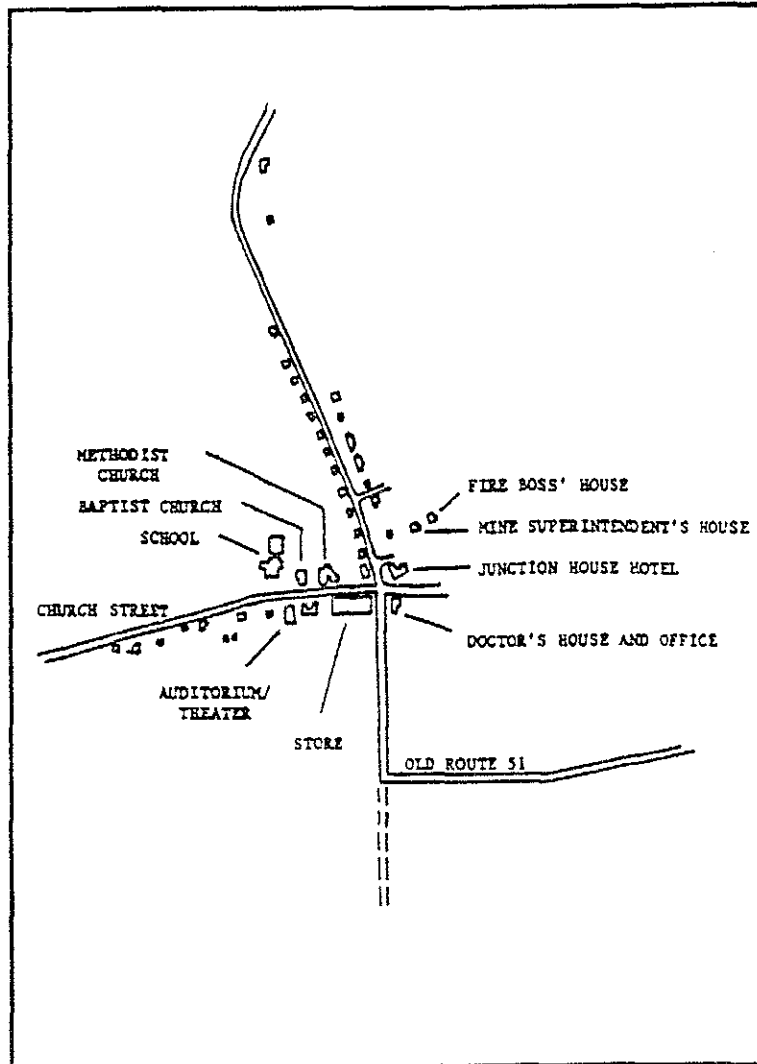 METHODIST
CHURCH
BAPTIST CHURCH
SCHOOL
FIRE BOSS' HOUSE
MINE SUPERINTENDENT'S HOUSE
JUNCTION HOUSE HOTEL
CHURCH STREET
DOCTOR'S HOUSE AND OFFICE
AUDITORIUM/
THEATER
STORE
OLD ROUTE 51